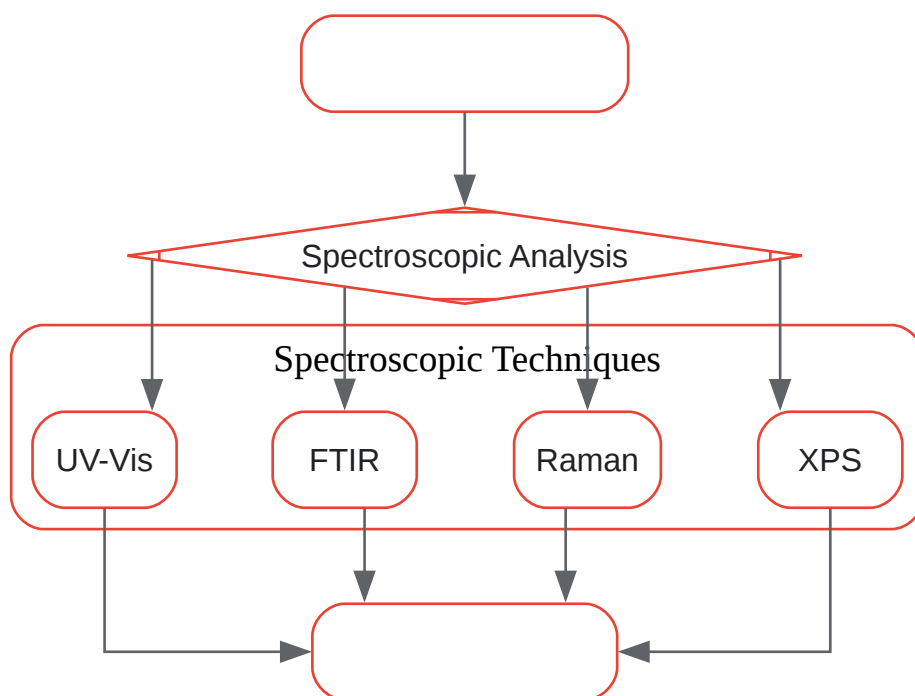 Spectroscopic Analysis
Spectroscopic Techniques
UV-Vis
FTIR
Raman
XPS